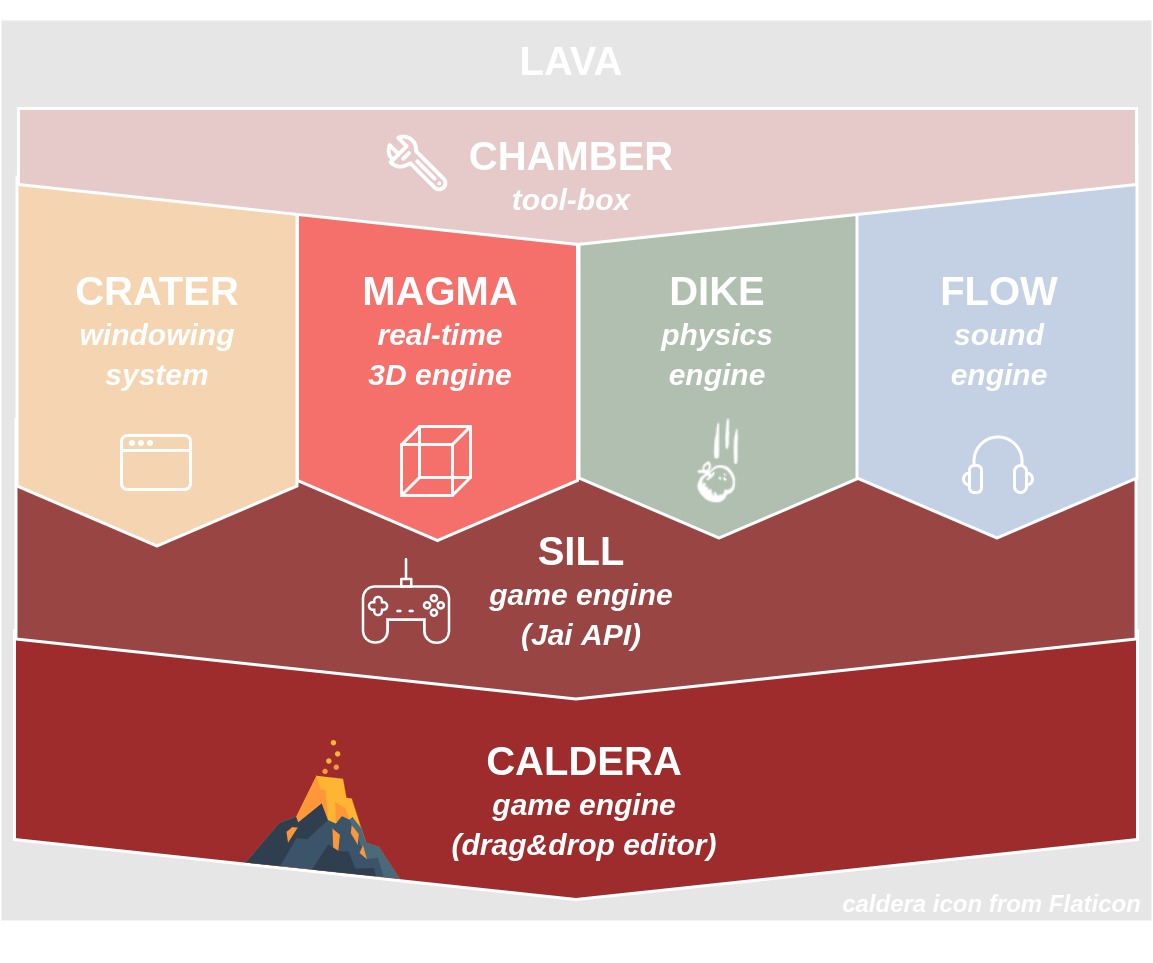 LAVA
CHAMBER
tool-box
CRATER
windowing
system
MAGMA
real-time
3D engine
DIKE
physics
engine
FLOW
sound
engine
SILL
game engine
(Jai API)
CALDERA
game engine
(drag&drop editor)
caldera icon from Flaticon